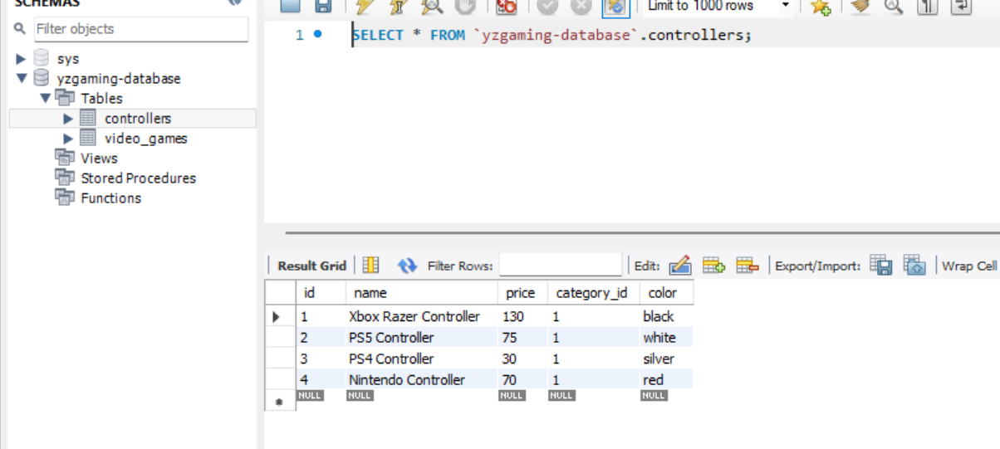 SCHEMAS
Filter objects
sys
yzgaming-database
Tables
controllers
video_games
Views
Stored Procedures
Functions
Limit to 1000 rows
1 SELECT * FROM `yzgaming-database`.controllers;
Result Grid Filter Rows: Edit: Export/Import: Wrap Cell
id name price category_id color
1 Xbox Razer Controller 130 1 black
2 PS5 Controller 75 1 white
3 PS4 Controller 30 1 silver
4 Nintendo Controller 70 1 red
NULL NULL NULL NULL NULL